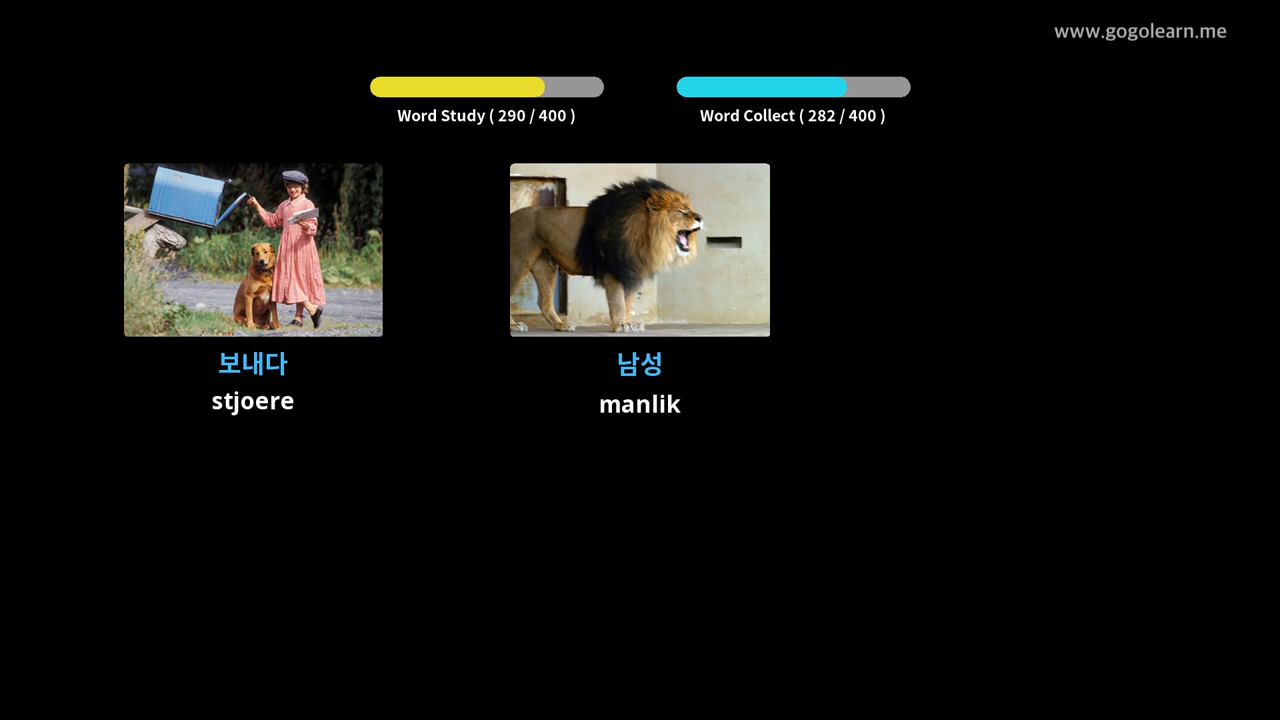 www.gogolearn.me
Word Study ( 290 / 400 )
Word Collect ( 282 / 400 )
보내다
stjoere
남성
manlik